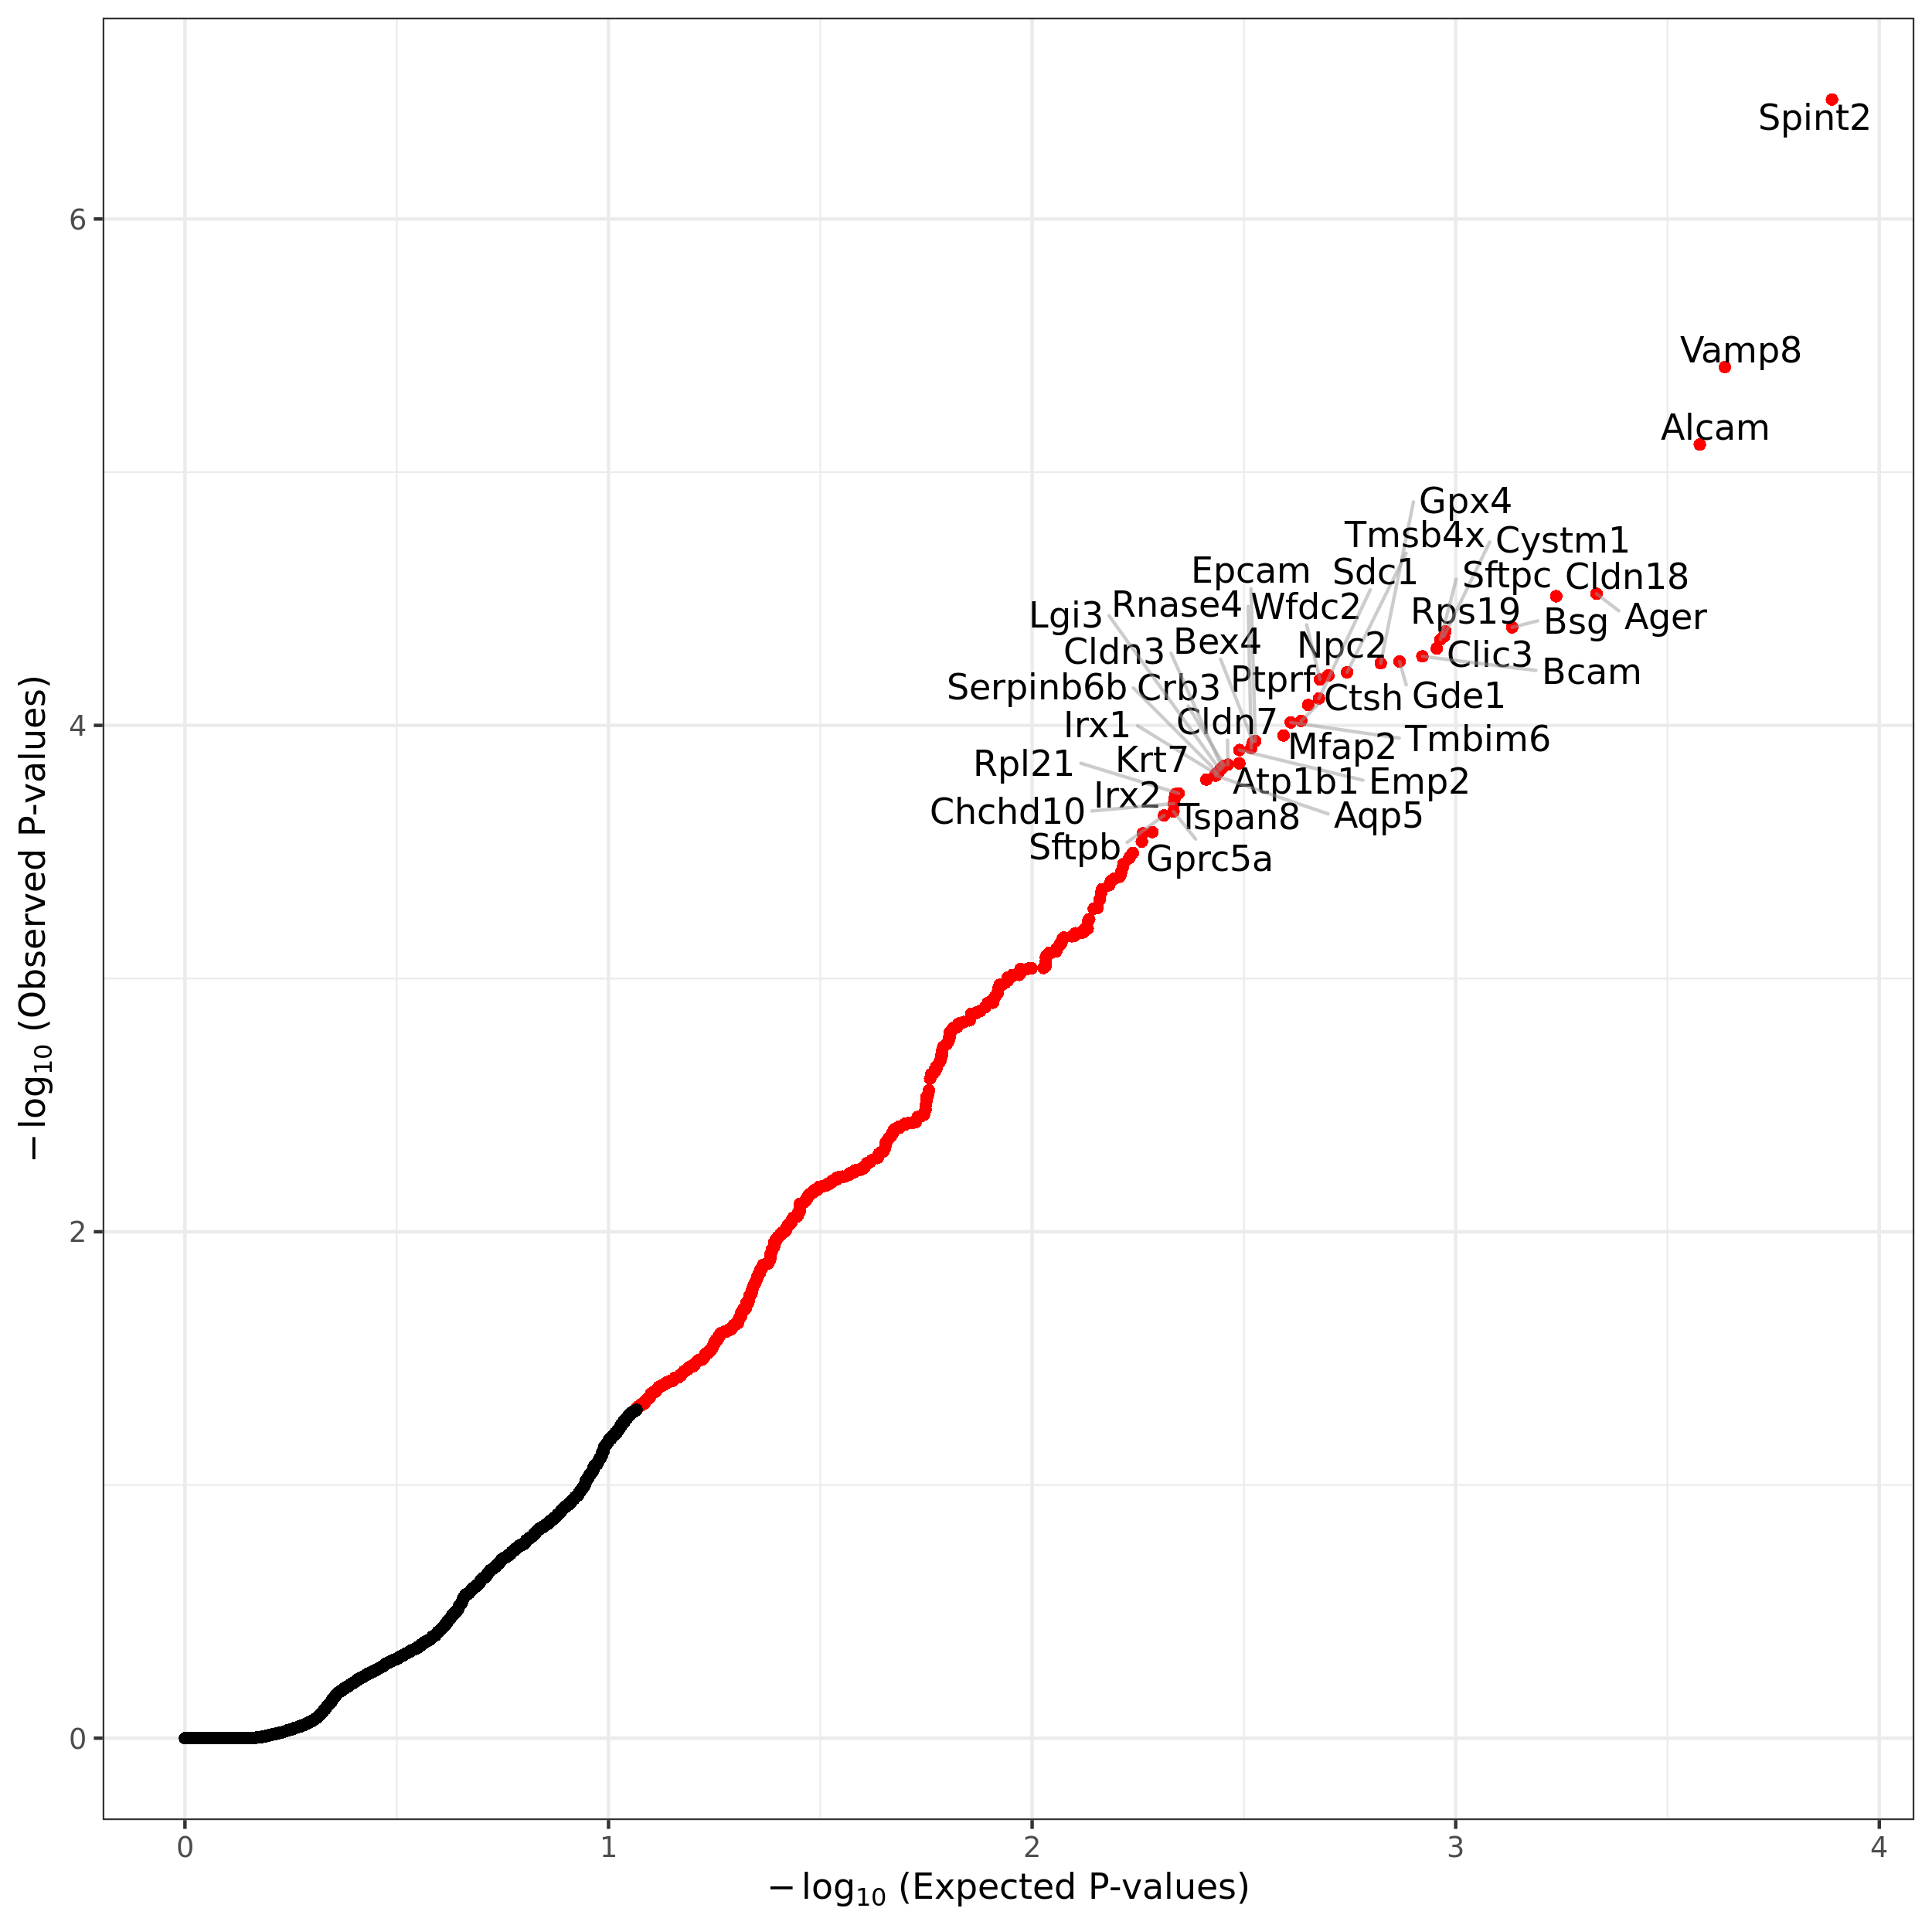 Spint2
6
Vamp8
Alcam
Gpx4
Tmsb4x
Cystm1
Epcam
Sdc1
Sftpc
Cldn18
Lgi3
Rnase4
Wfdc2
Rps19
Bsg
Ager
Cldn3
Bex4
Npc2
Clic3
Bcam
Serpinb6b
Crb3
Ptprf
Ctsh
Gde1
4
Irx1
Cldn7
Mfap2
Tmbim6
Rpl21
Krt7
Atp1b1
Emp2
Chchd10
Irx2
Tspan8
Aqp5
Sftpb
Gprc5a
−log10 (Observed P-values)
2
0
0
1
2
3
4
−log10 (Expected P-values)